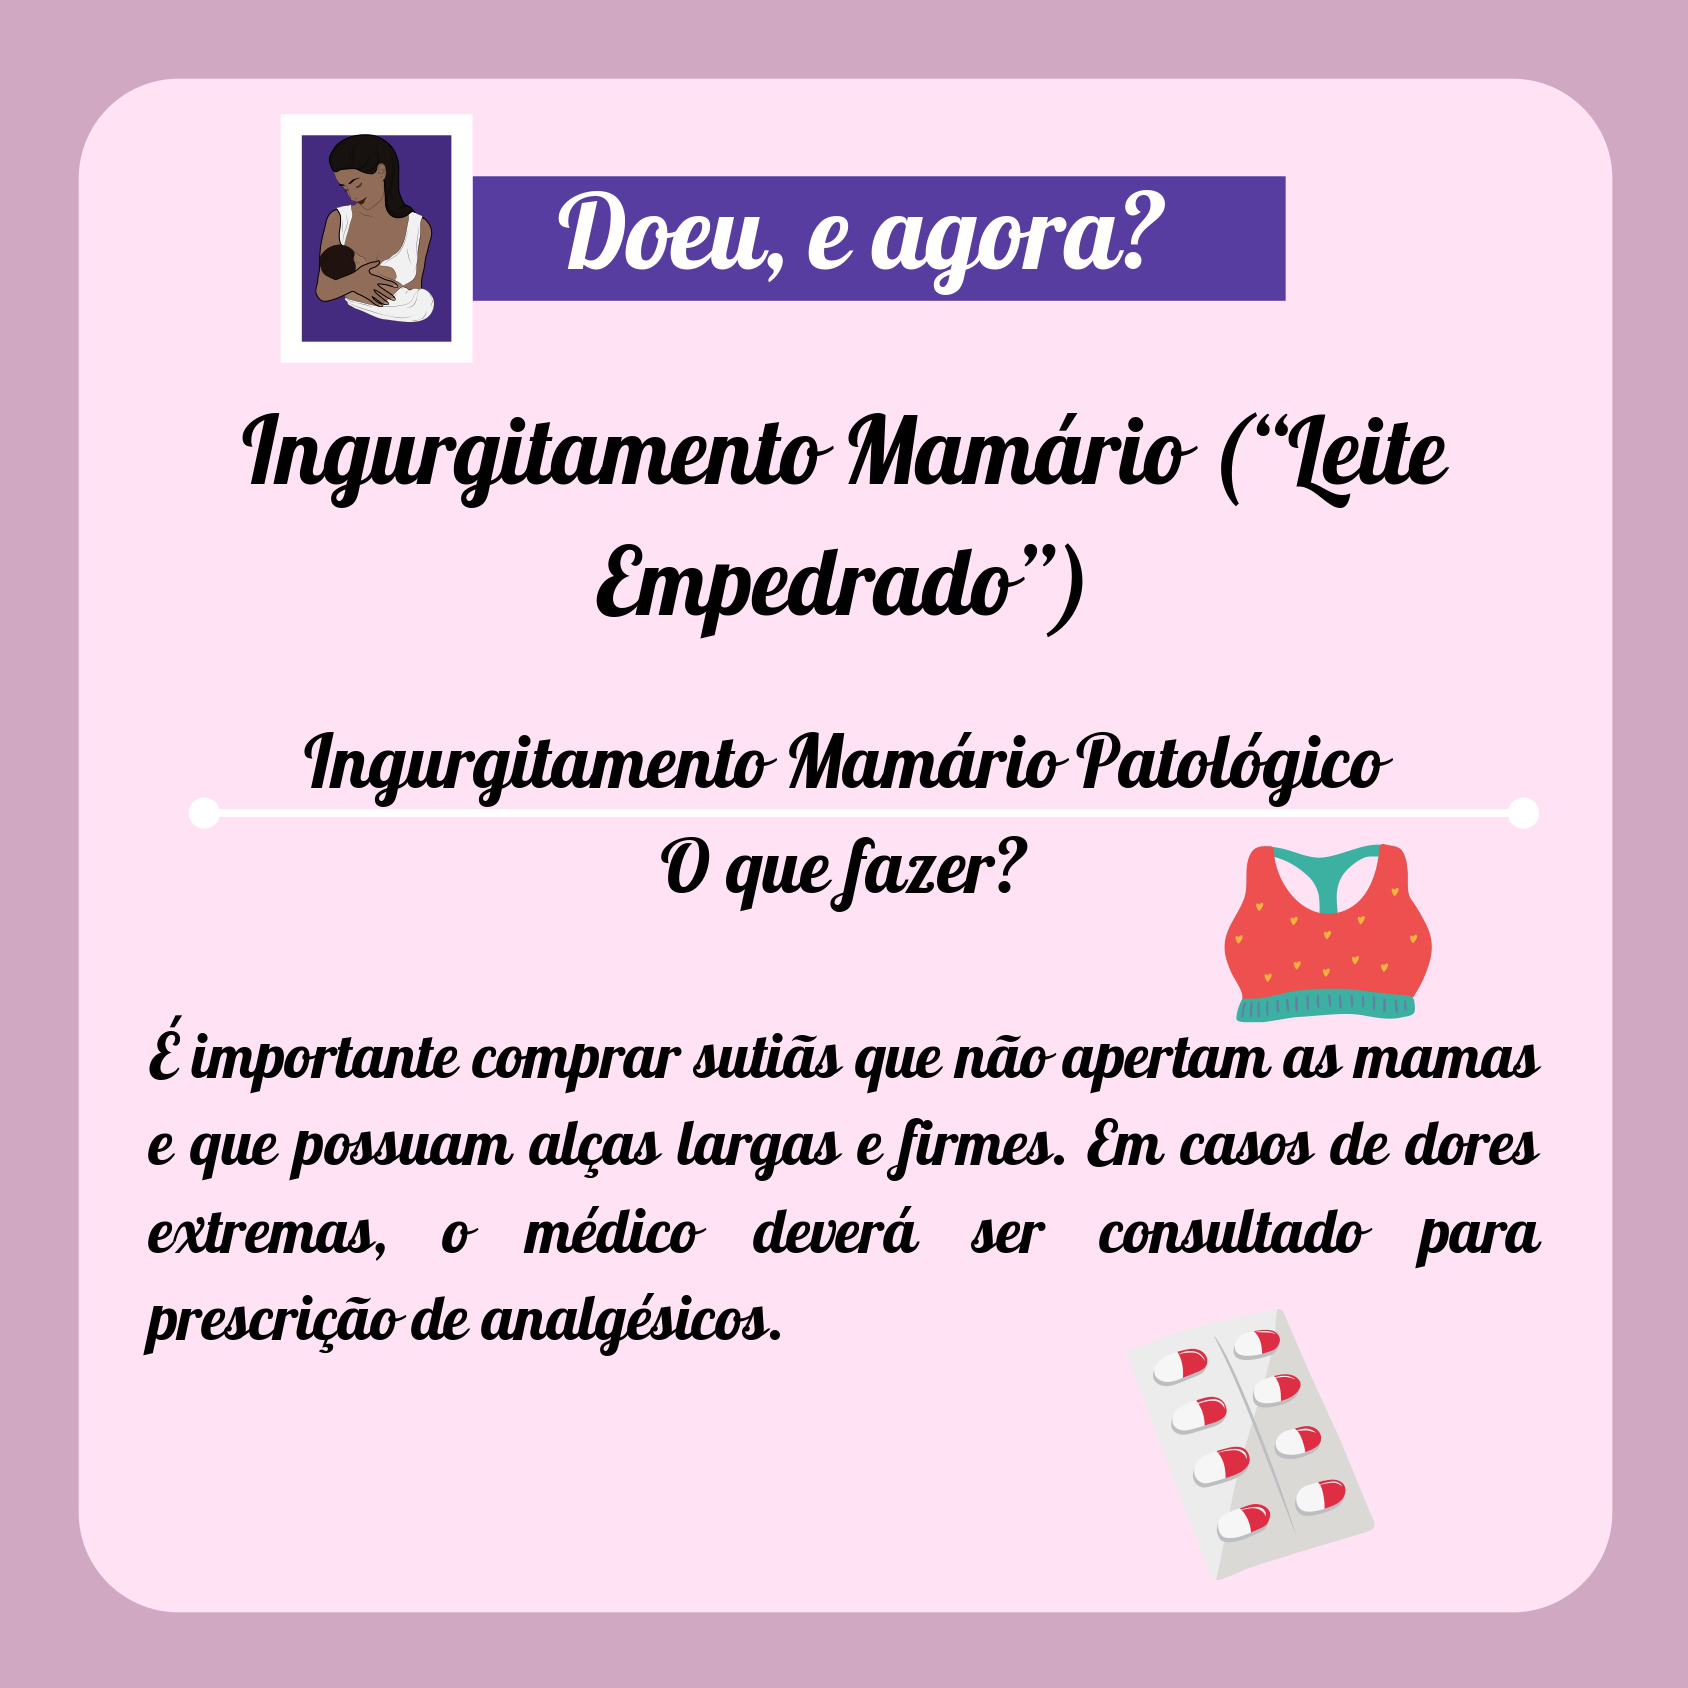 Doeu, e agora?
Ingurgitamento Mamário (“Leite
Empedrado”)
Ingurgitamento Mamário Patológico
O que fazer?
É importante comprar sutiãs que não apertam as mamas
e que possuam alças largas e firmes. Em casos de dores
extremas, o médico deverá ser consultado para
prescrição de analgésicos.